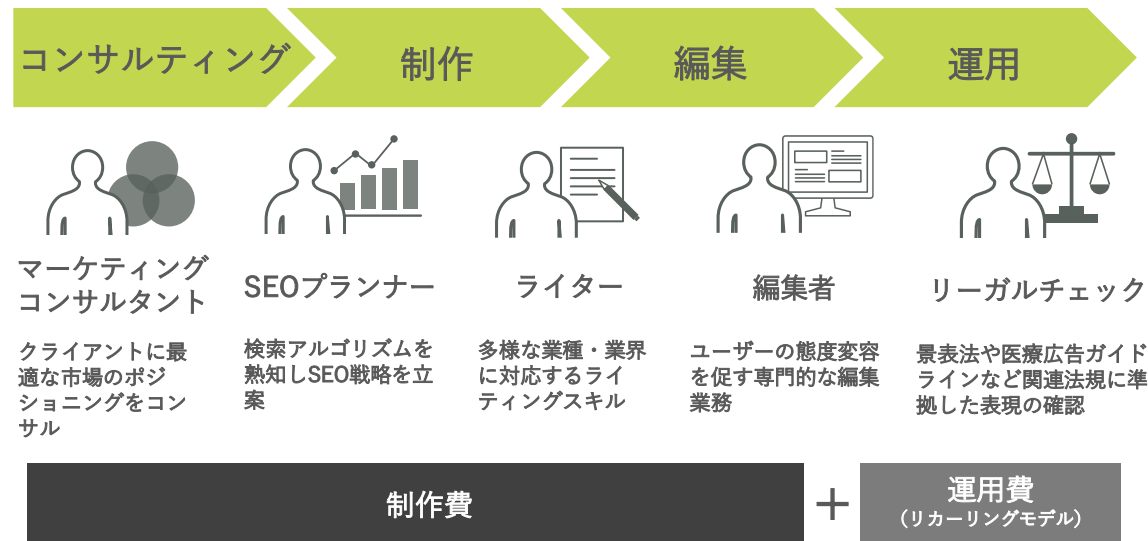 コンサルティング
制作
編集
運用
マーケティング
コンサルタント
SEOプランナー
ライター
編集者
リーガルチェック
クライアントに最
適な市場のポジ
ショニングをコン
サル
検索アルゴリズムを
熟知しSEO戦略を立
案
多様な業種・業界
に対応するライ
ティングスキル
ユーザーの態度変容
を促す専門的な編集
業務
景表法や医療広告ガイド
ラインなど関連法規に準
拠した表現の確認
制作費
+
運用費
（リカーリングモデル）